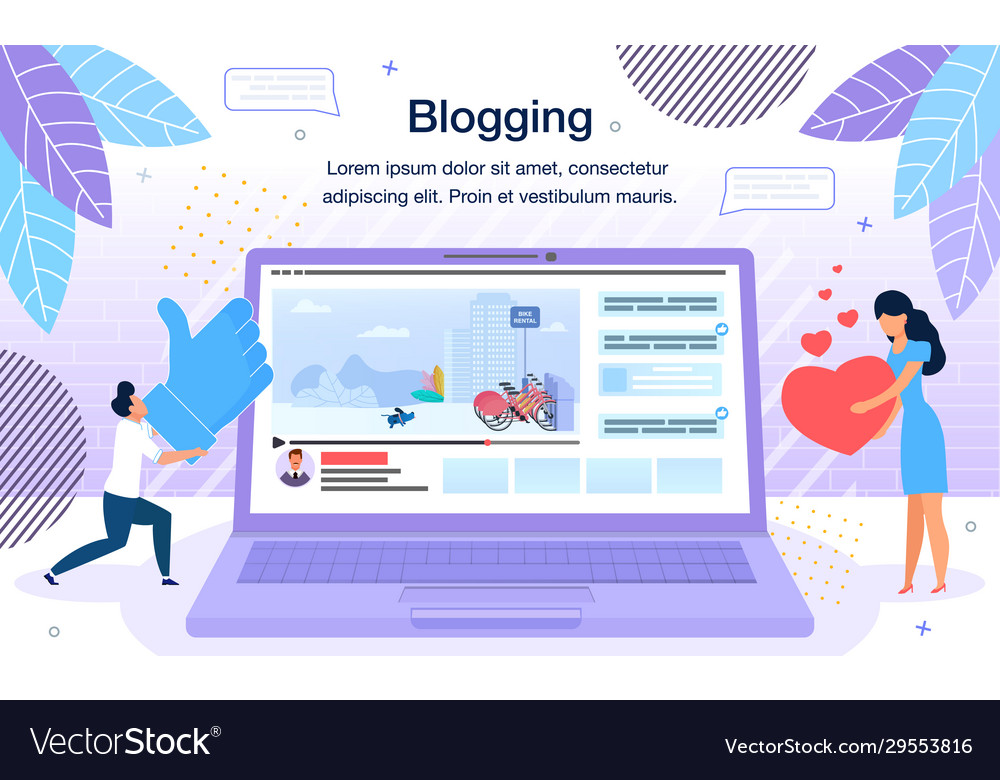 Blogging
Lorem ipsum dolor sit amet, consectetur
adipiscing elit. Proin et vestibulum mauris.
BIKE
RENTAL
VectorStock®
VectorStock.com/29553816